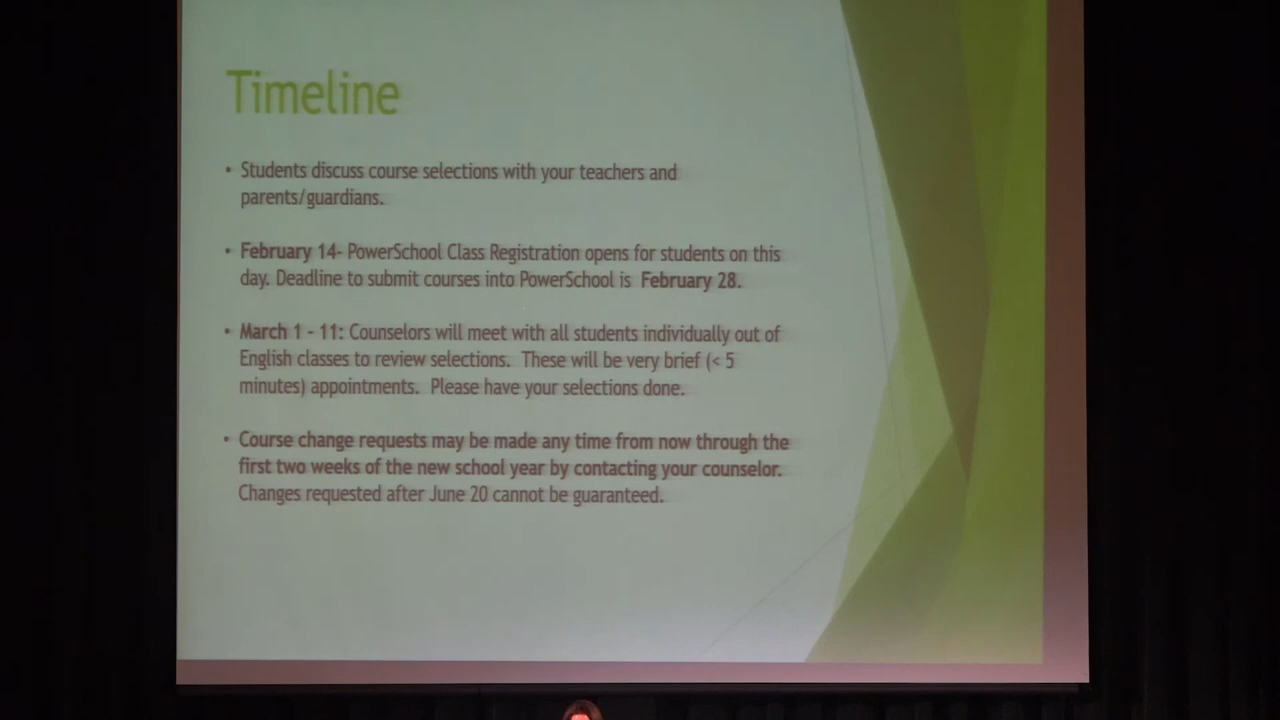 Timeline
• Students discuss course selections with your teachers and
parents/guardians.
• February 14- PowerSchool Class Registration opens for students on this
day. Deadline to submit courses into PowerSchool is February 28.
• March 1 - 11: Counselors will meet with all students individually out of
English classes to review selections. These will be very brief (< 5
minutes) appointments. Please have your selections done.
• Course change requests may be made any time from now through the
first two weeks of the new school year by contacting your counselor.
Changes requested after June 20 cannot be guaranteed.